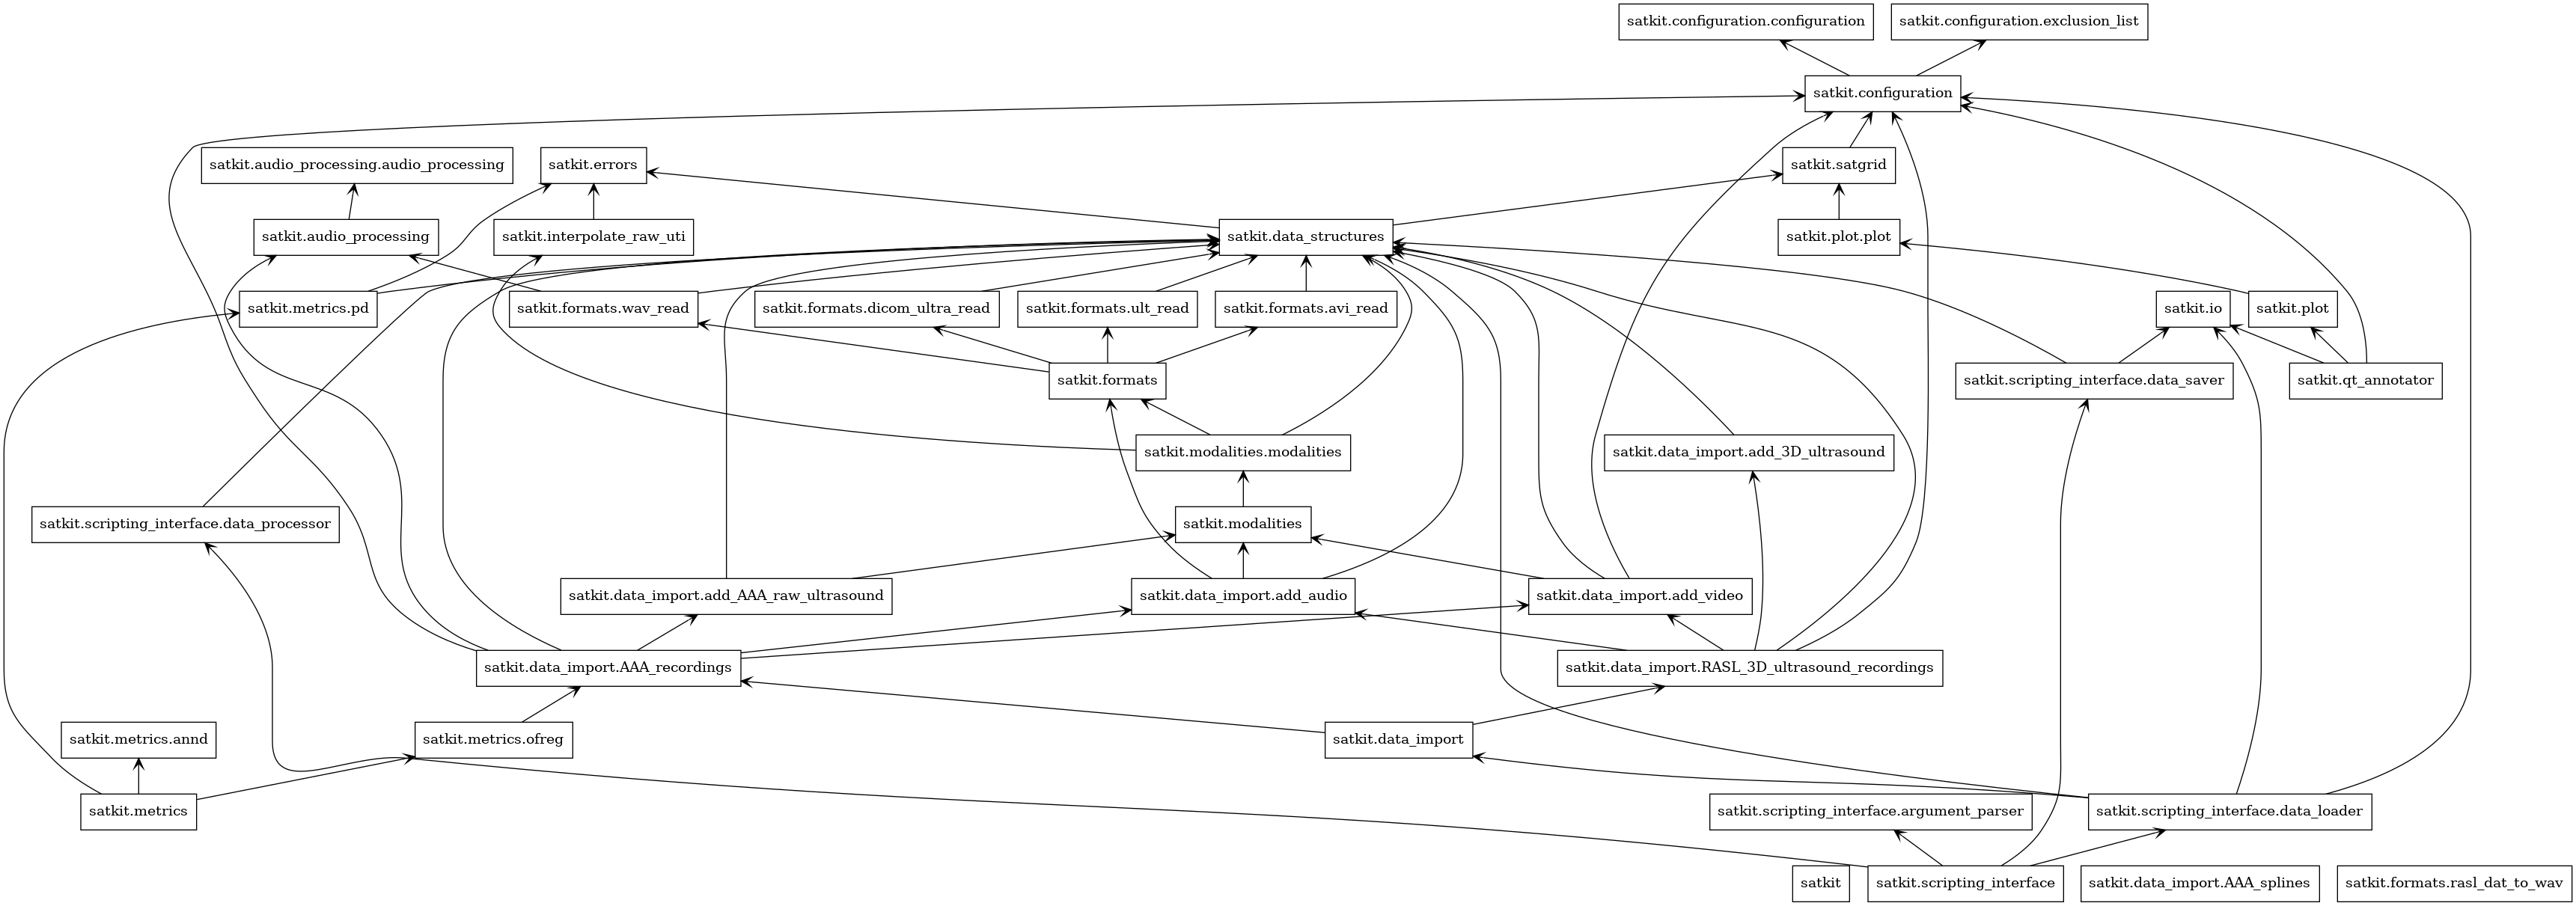 satkit.configuration.configuration
satkit.configuration.exclusion_list
satkit.configuration
satkit.audio_processing.audio_processing
satkit.errors
satkit.satgrid
satkit.audio_processing
satkit.interpolate_raw_uti
satkit.data_structures
satkit.plot.plot
satkit.metrics.pd
satkit.formats.wav_read
satkit.formats.dicom_ultra_read
satkit.formats.ult_read
satkit.formats.avi_read
satkit.io
satkit.plot
satkit.formats
satkit.scripting_interface.data_saver
satkit.qt_annotator
satkit.modalities.modalities
satkit.data_import.add_3D_ultrasound
satkit.scripting_interface.data_processor
satkit.modalities
satkit.data_import.add_AAA_raw_ultrasound
satkit.data_import.add_audio
satkit.data_import.add_video
satkit.data_import.AAA_recordings
satkit.data_import.RASL_3D_ultrasound_recordings
satkit.metrics.annd
satkit.metrics.ofreg
satkit.data_import
satkit.metrics
satkit.scripting_interface.argument_parser
satkit.scripting_interface.data_loader
satkit
satkit.scripting_interface
satkit.data_import.AAA_splines
satkit.formats.rasl_dat_to_wav